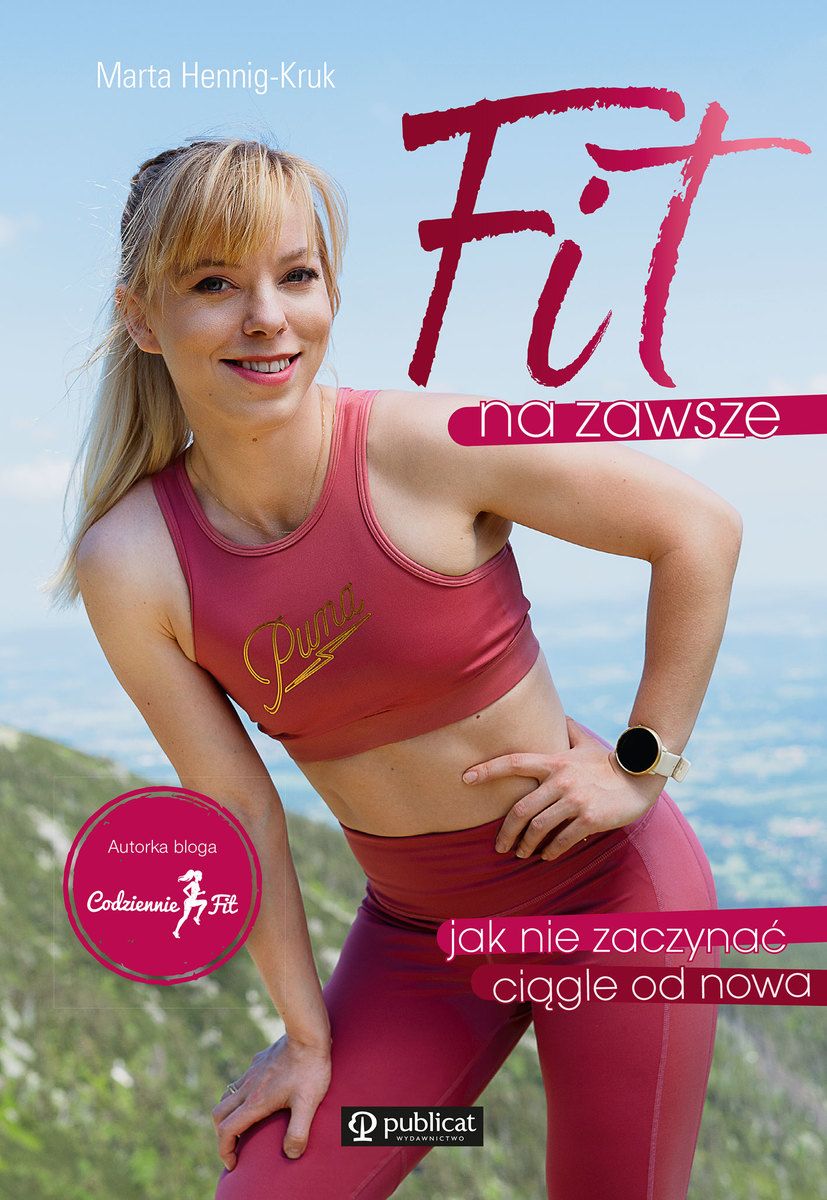 Marta Hennig-Kruk
Fit
na zawsze
Puma
Autorka bloga
Codziennie Fit
jak nie zaczynać
ciągle od nowa
publicat
WYDAWNICTWO